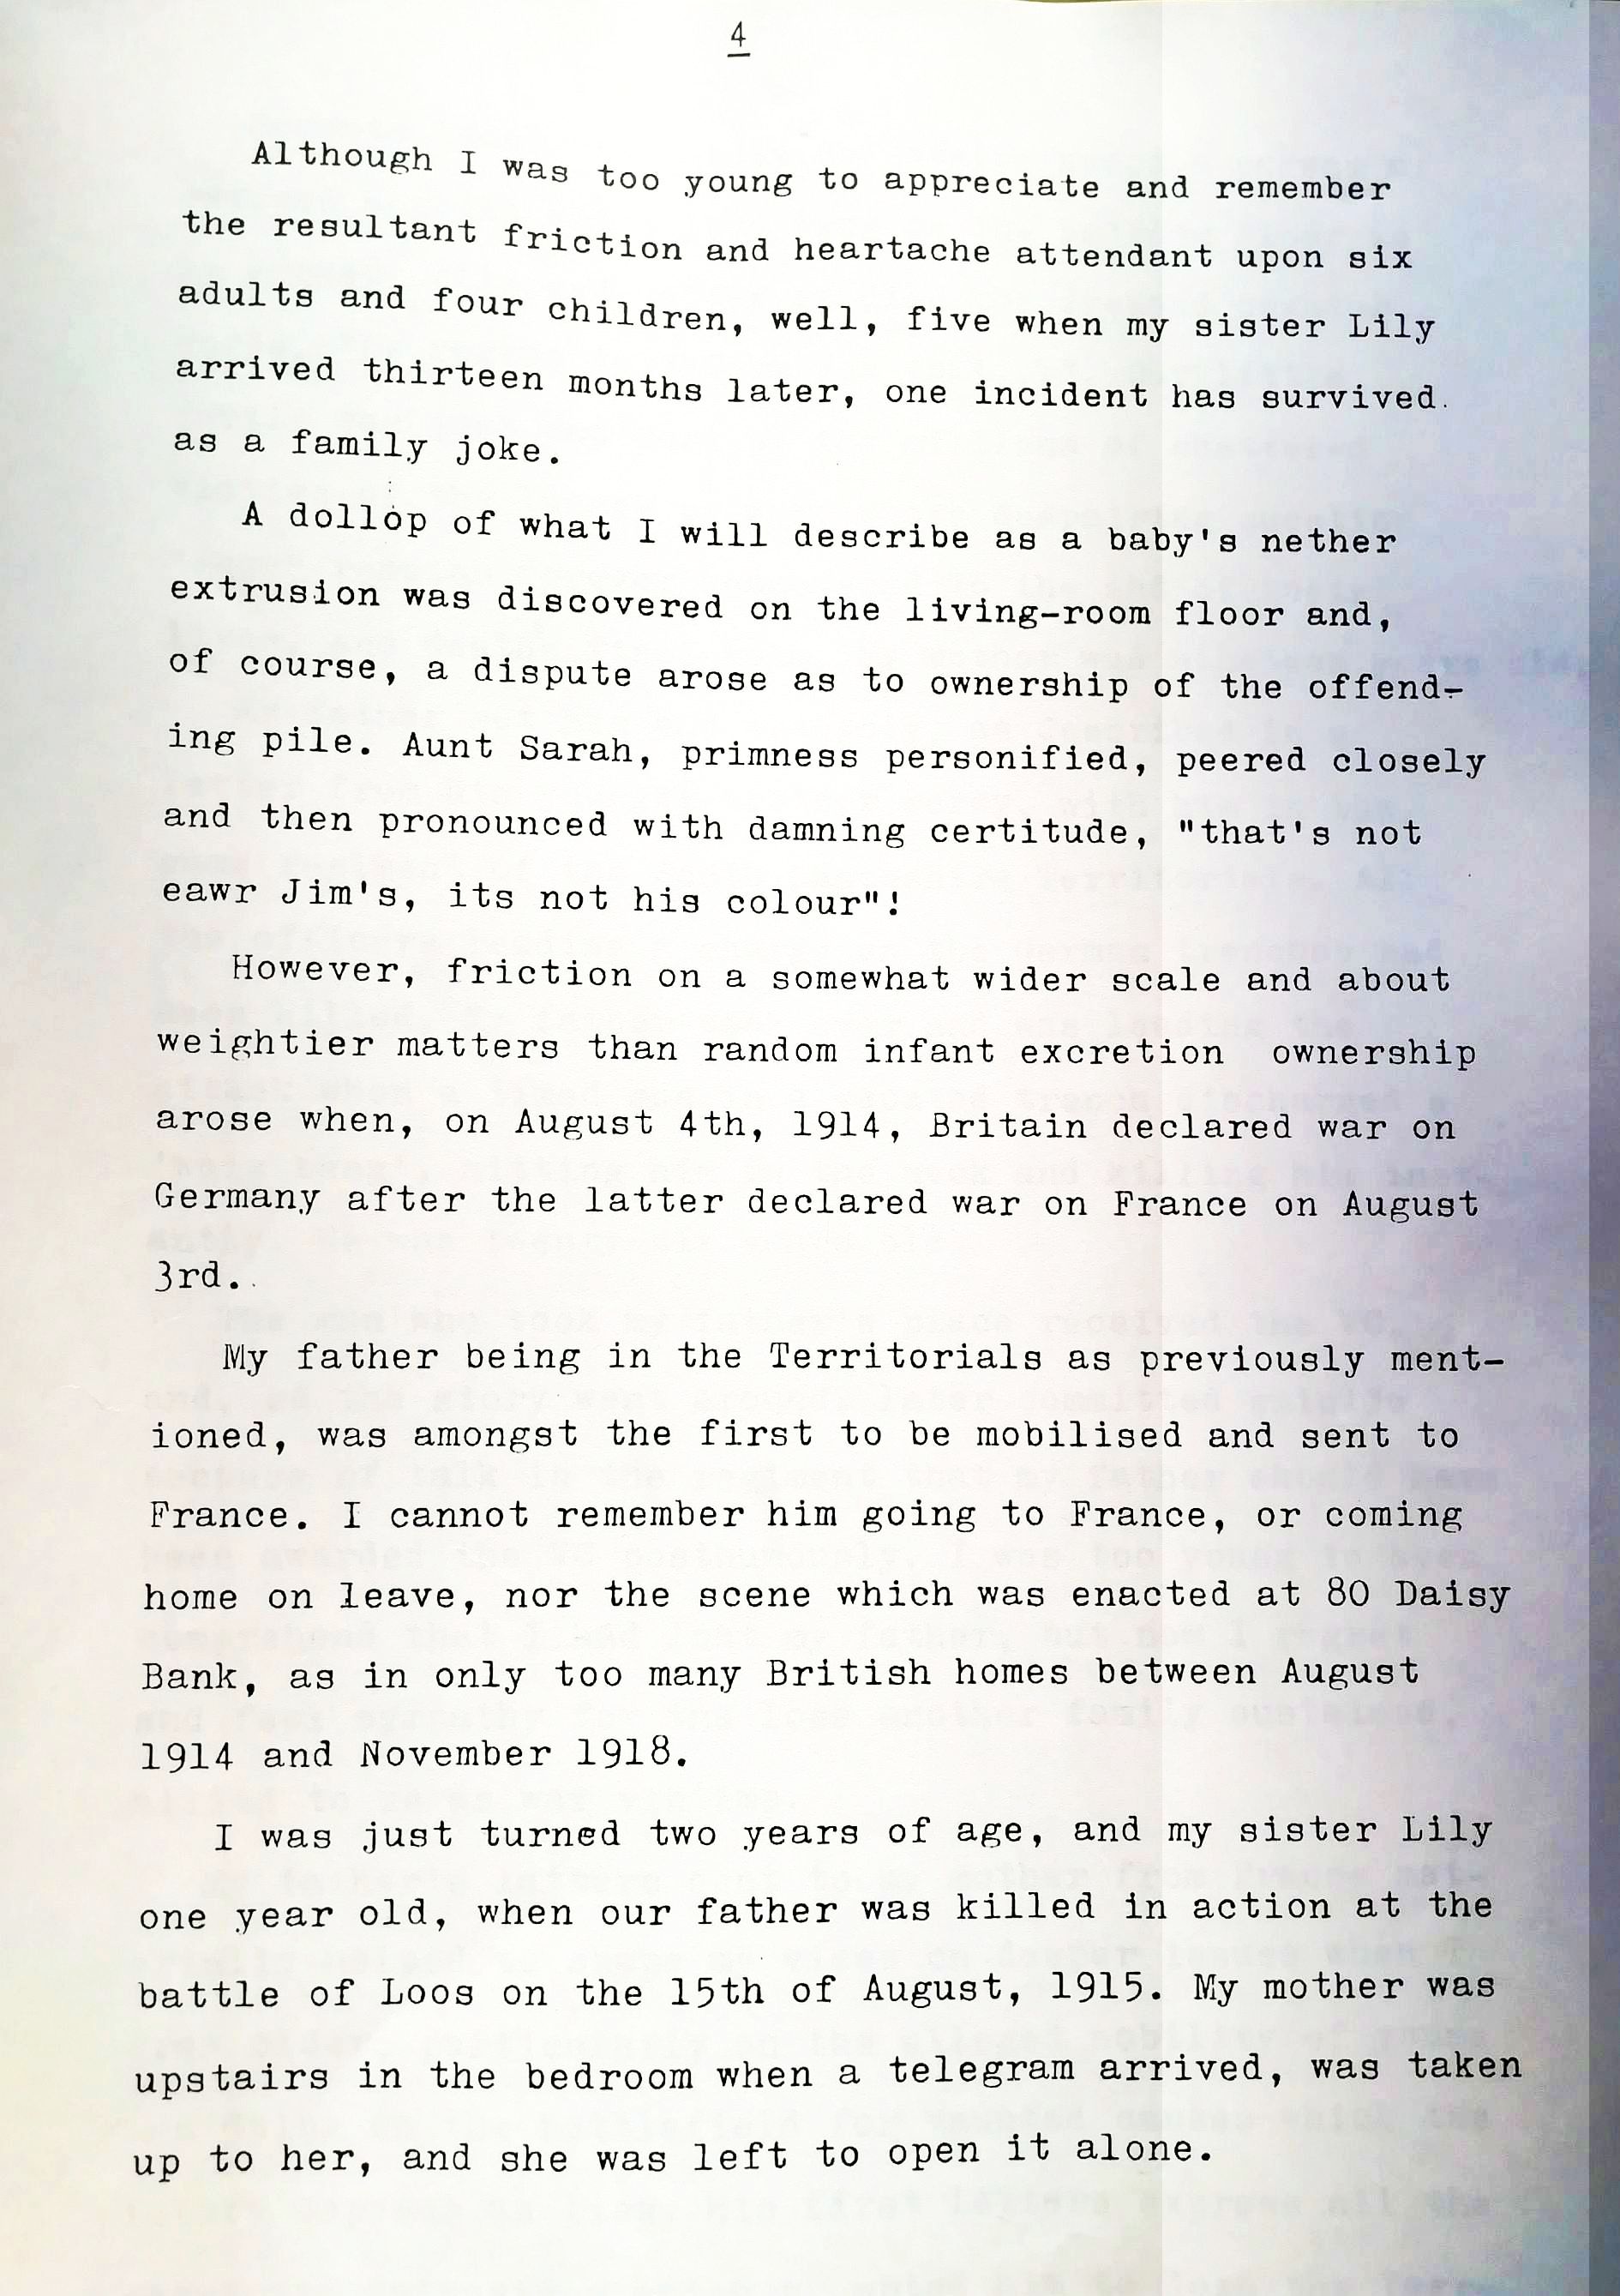 4
Although I was too young to appreciate and remember
the resultant friction and heartache attendant upon six
adults and four children, well, five when my sister Lily
arrived thirteen months later, one incident has survived.
as a family joke.
A dollop of what I will describe as a baby's nether
extrusion was discovered on the living-room floor and,
of course, a dispute arose as to ownership of the offend-
ing pile. Aunt Sarah, primness personified, peered closely
and then pronounced with damning certitude, "that's not
eawr Jim's, its not his colour"!
However, friction on a somewhat wider scale and about
weightier matters than random infant excretion  ownership
arose when, on August 4th, 1914, Britain declared war on
Germany after the latter declared war on France on August
3rd.
My father being in the Territorials as previously ment-
ioned, was amongst the first to be mobilised and sent to
France. I cannot remember him going to France, or coming
home on leave, nor the scene which was enacted at 80 Daisy
Bank, as in only too many British homes between August
1914 and November 1918.
I was just turned two years of age, and my sister Lily
one year old, when our father was killed in action at the
battle of Loos on the 15th of August, 1915. My mother was
upstairs in the bedroom when a telegram arrived, was taken
up to her, and she was left to open it alone.